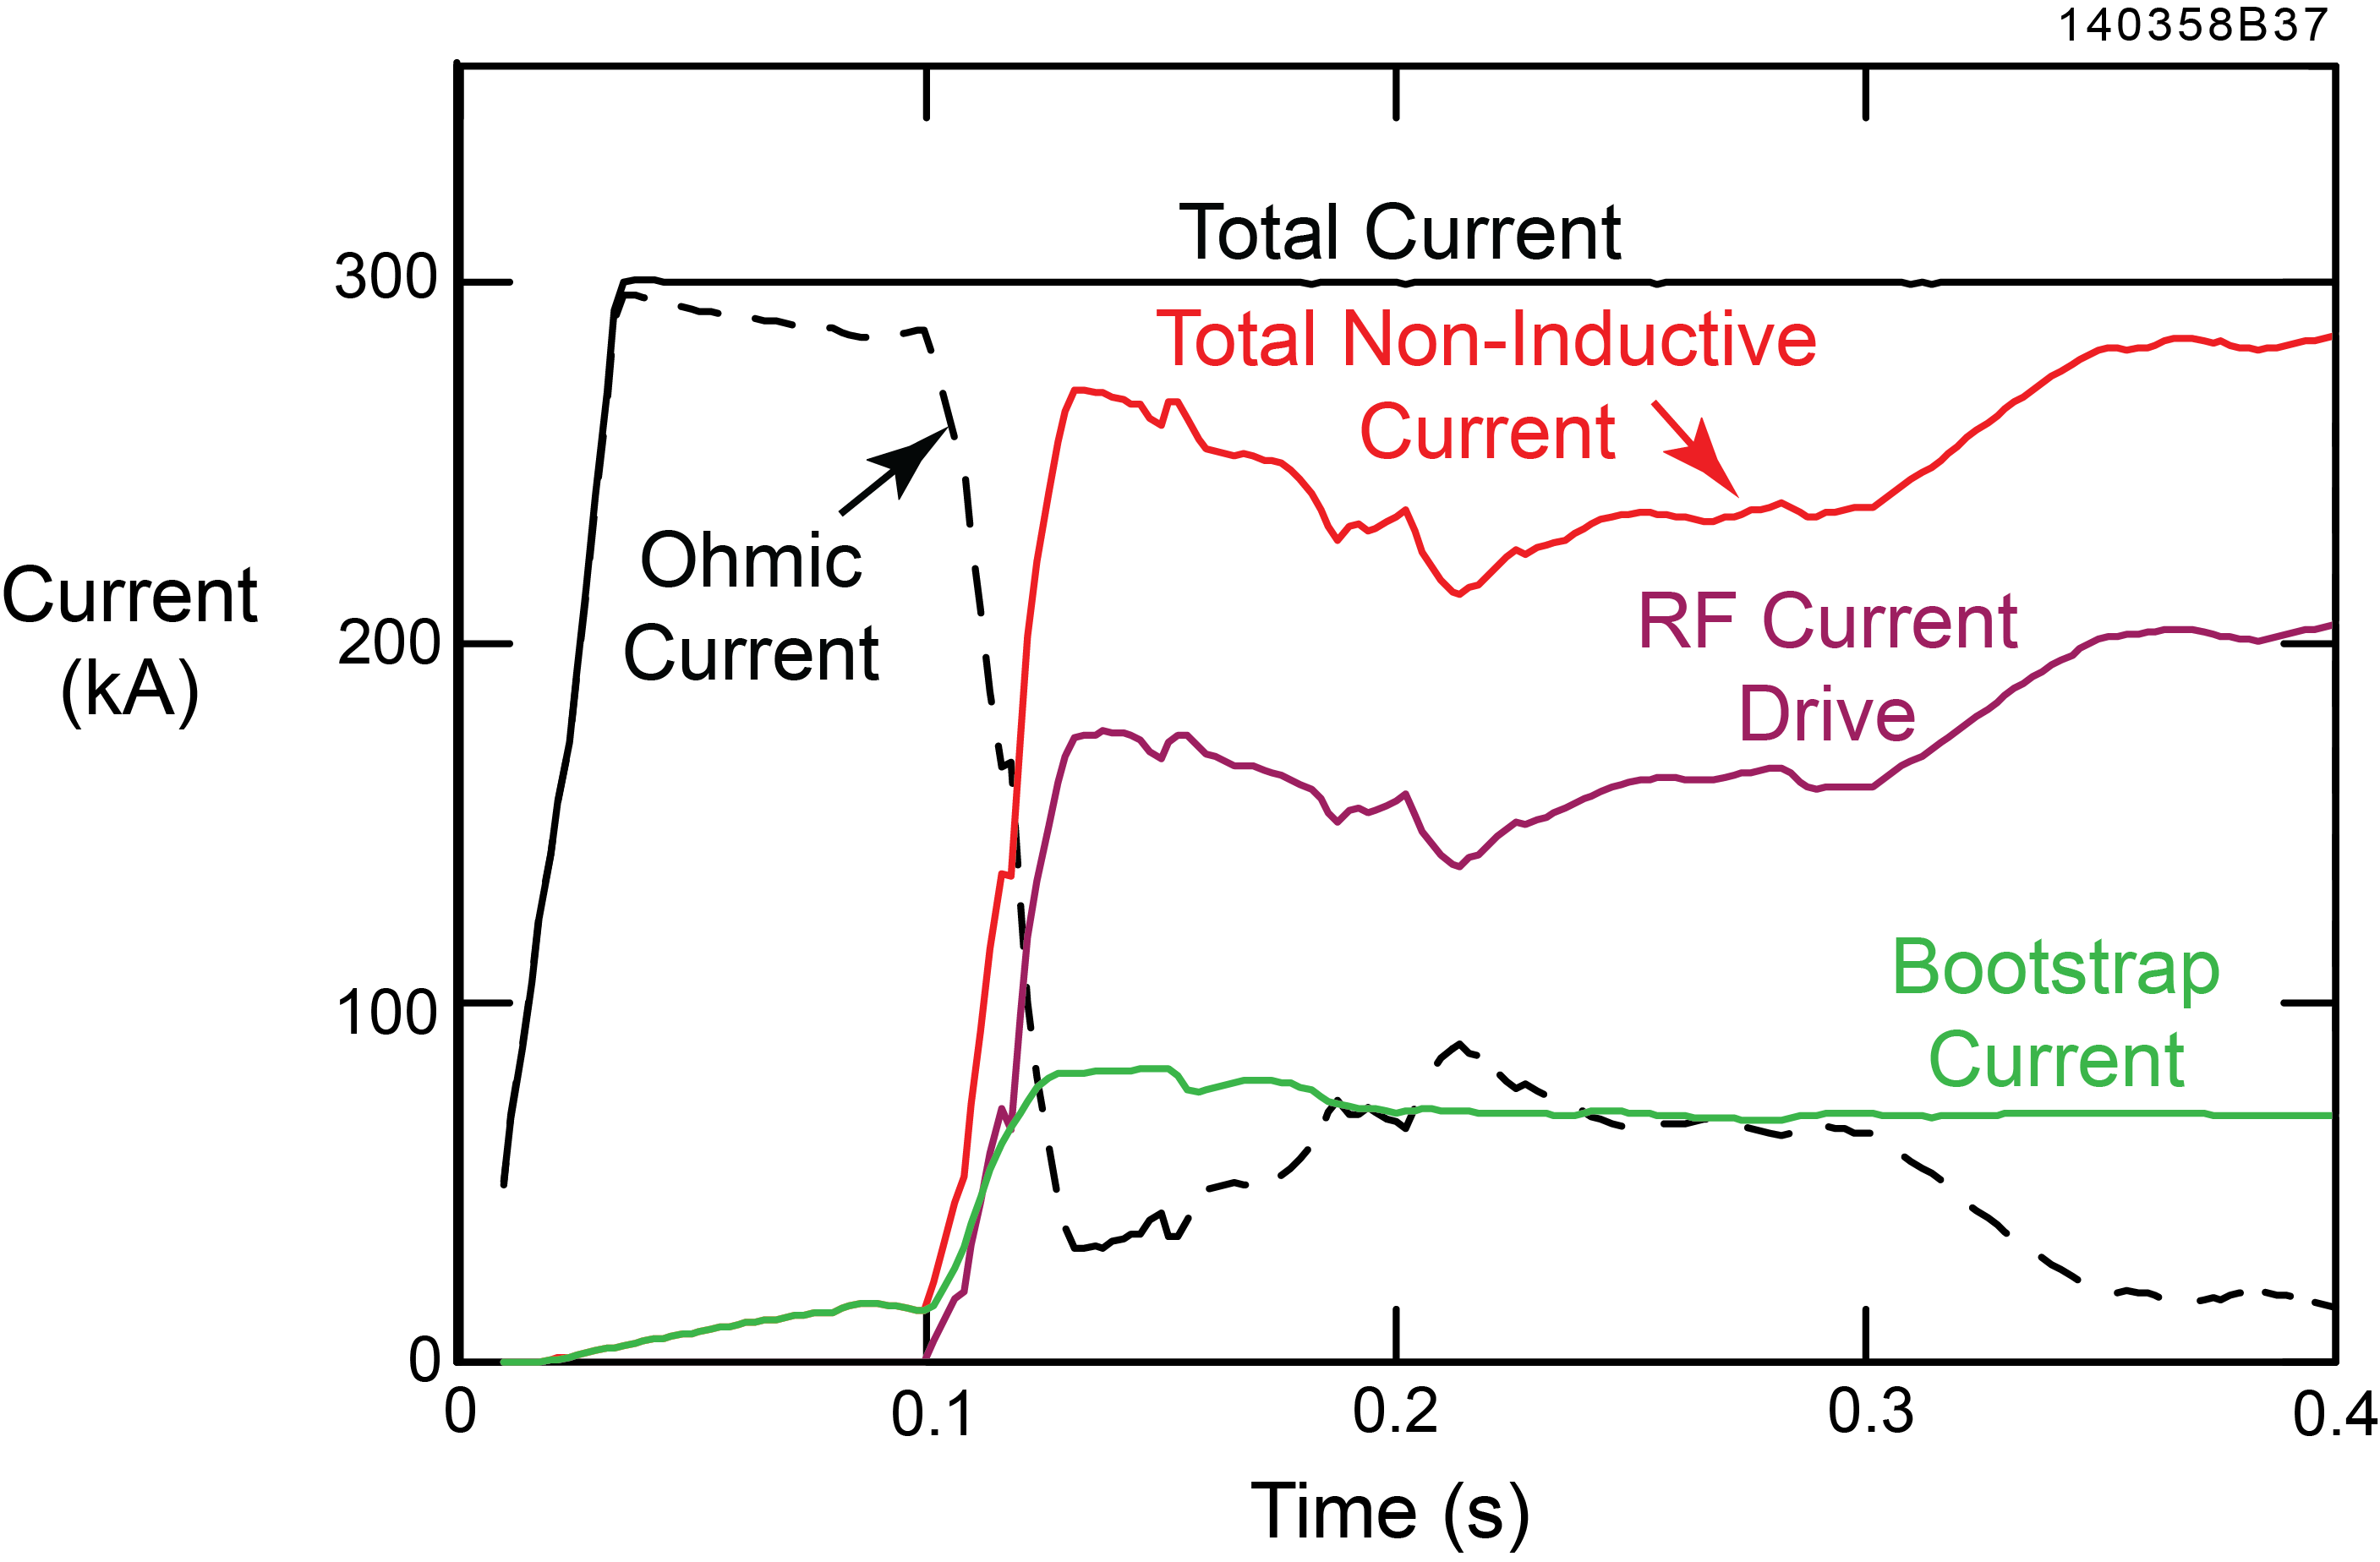 140358B37
Total Current
300
Total Non-Inductive
Current
Ohmic
Current
Current
(kA)
RF Current
Drive
200
Bootstrap
Current
100
0
0
0.1
0.2
0.3
0.4
Time (s)